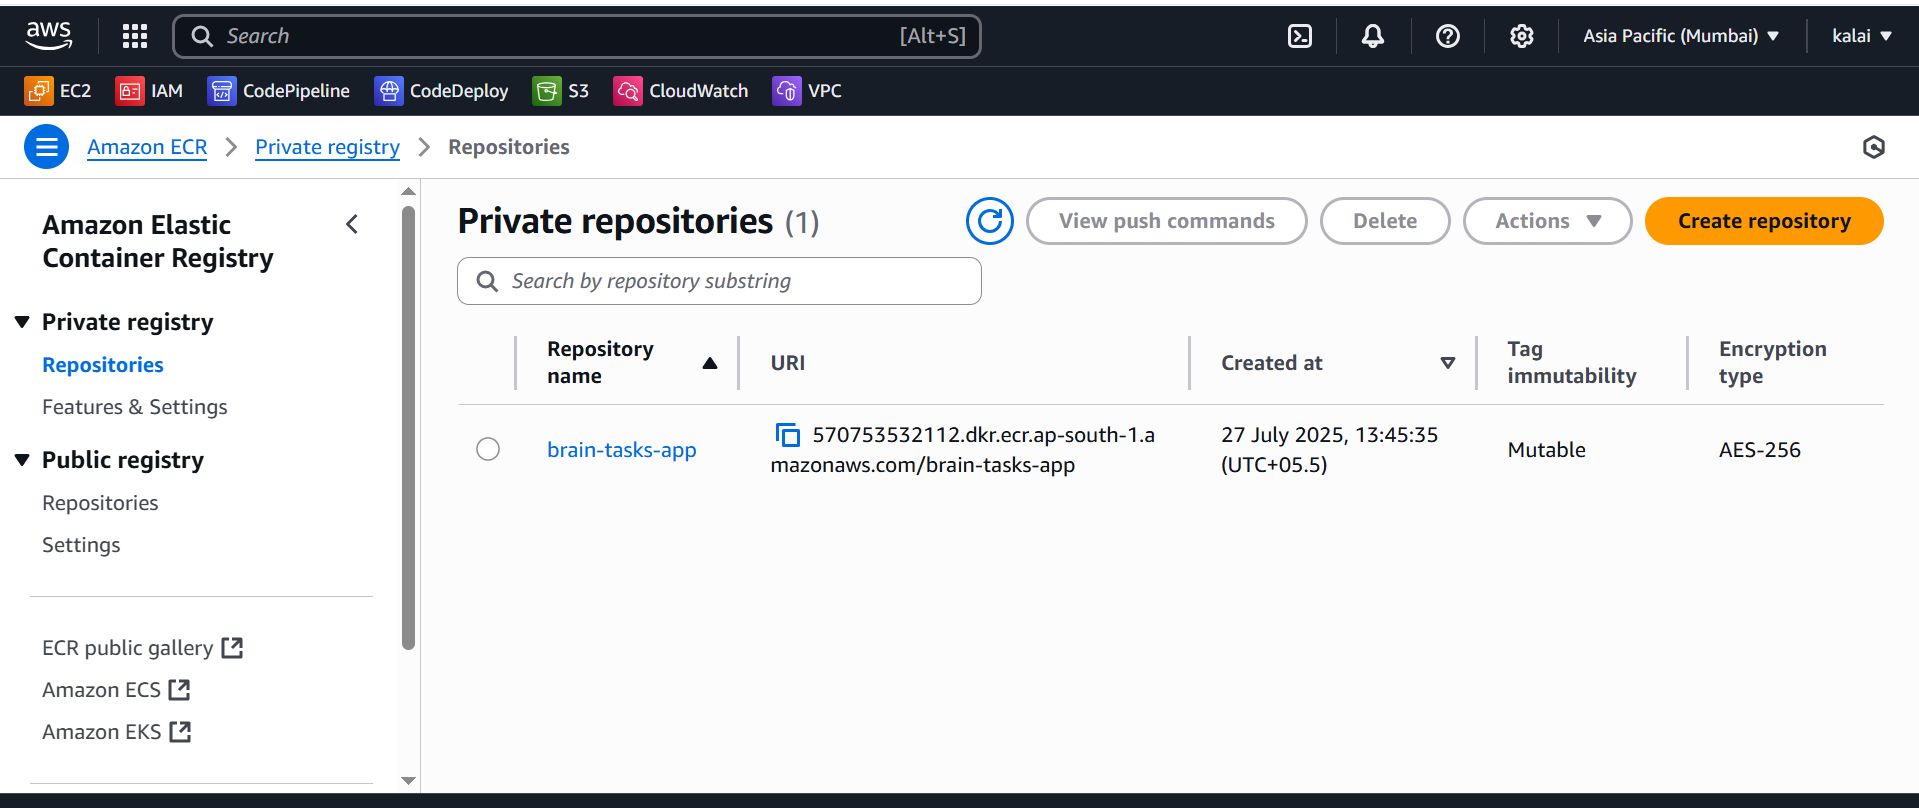 aws
Search [Alt+S]
Asia Pacific (Mumbai) kalai
EC2 IAM CodePipeline CodeDeploy S3 CloudWatch VPC
Amazon ECR Private registry Repositories
Amazon Elastic
Container Registry
Private registry
Repositories
Features & Settings
Public registry
Repositories
Settings
ECR public gallery
Amazon ECS
Amazon EKS
Private repositories (1)
View push commands Delete Actions Create repository
Search by repository substring
Repository
name
URI
Created at
Tag
immutability
Encryption
type
brain-tasks-app
570753532112.dkr.ecr.ap-south-1.a
mazonaws.com/brain-tasks-app
27 July 2025, 13:45:35
(UTC+05.5)
Mutable
AES-256